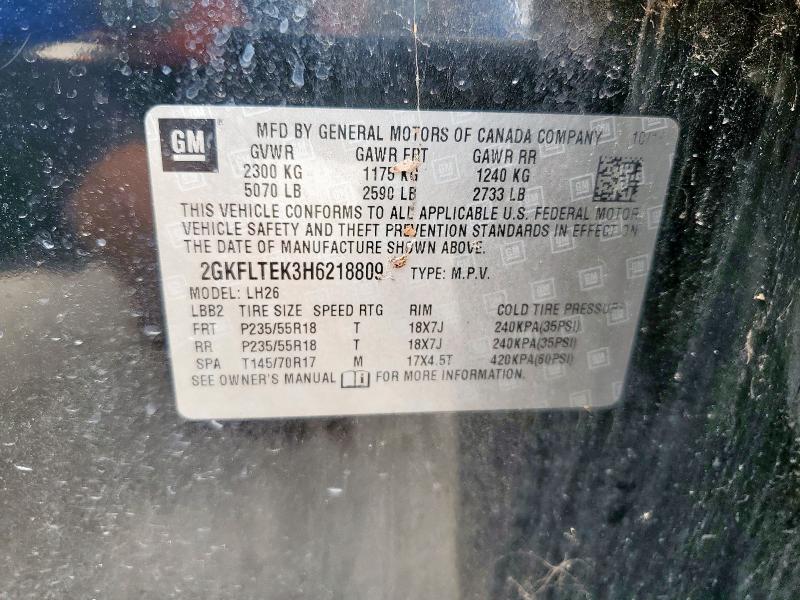 GM MFD BY GENERAL MOTORS OF CANADA COMPANY 10/
GVWR GAWR FRT GAWR RR
2300 KG 1175 KG 1240 KG
5070 LB 2590 LB 2733 LB
THIS VEHICLE CONFORMS TO ALL APPLICABLE U.S. FEDERAL MOTOR
VEHICLE SAFETY AND THEFT PREVENTION STANDARDS IN EFFECT ON
THE DATE OF MANUFACTURE SHOWN ABOVE.
2GKFLTEK3H6218809 TYPE: M.P.V.
MODEL: LH26
LBB2 TIRE SIZE SPEED RTG RIM COLD TIRE PRESSURE
FRT P235/55R18 T 18X7J 240KPA(35PSI)
RR P235/55R18 T 18X7J 240KPA(35PSI)
SPA T145/70R17 M 17X4.5T 420KPA(60PSI)
SEE OWNER'S MANUAL FOR MORE INFORMATION.